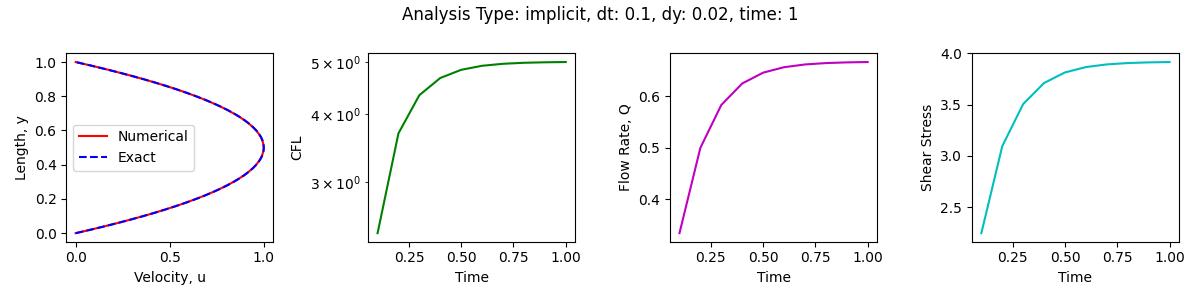 Analysis Type: implicit, dt: 0.1, dy: 0.02, time: 1
Length, y
1.0
0.8
0.6
0.4
0.2
0.0
Numerical
Exact
0.0 0.5 1.0
Velocity, u
CFL
5 × 10⁰
4 × 10⁰
3 × 10⁰
0.25 0.50 0.75 1.00
Time
Flow Rate, Q
0.6
0.5
0.4
0.25 0.50 0.75 1.00
Time
Shear Stress
4.0
3.5
3.0
2.5
0.25 0.50 0.75 1.00
Time